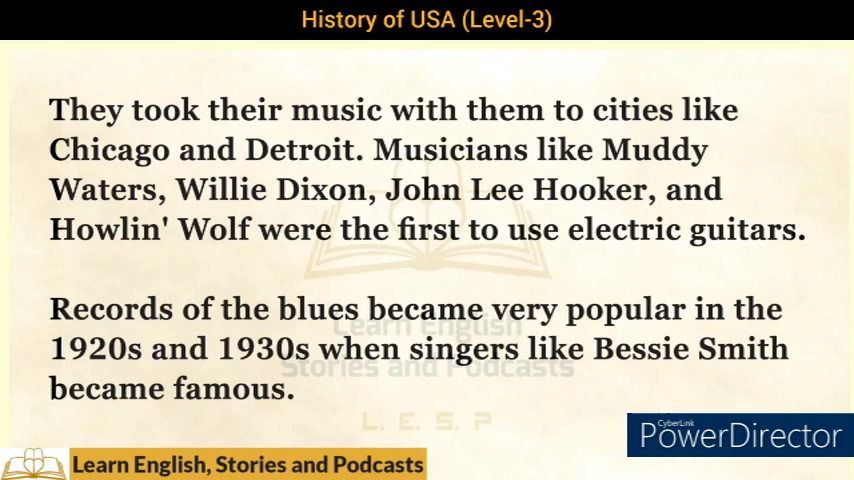 History of USA (Level-3)
They took their music with them to cities like
Chicago and Detroit. Musicians like Muddy
Waters, Willie Dixon, John Lee Hooker, and
Howlin' Wolf were the first to use electric guitars.
Records of the blues became very popular in the
Learn English
1920s and 1930s when singers like Bessie Smith
Stories and Podcasts
became famous.
L. E. S. P
CyberLink
PowerDirector
Learn English, Stories and Podcasts